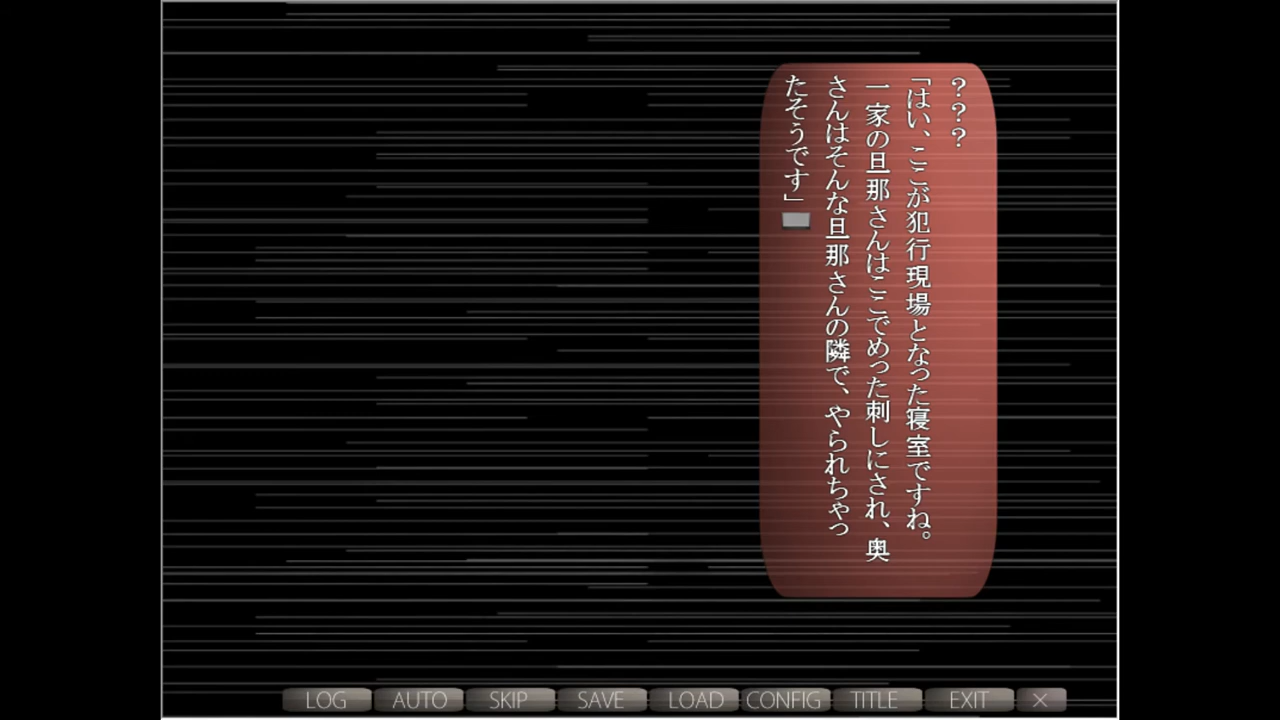 ？？？
「はい、ここが犯行現場となった寝室ですね。
一家の旦那さんはここでめった刺しにされ、奥
さんはそんな旦那さんの隣で、やられちゃっ
たそうです」
LOG AUTO SKIP SAVE LOAD CONFIG TITLE EXIT ×